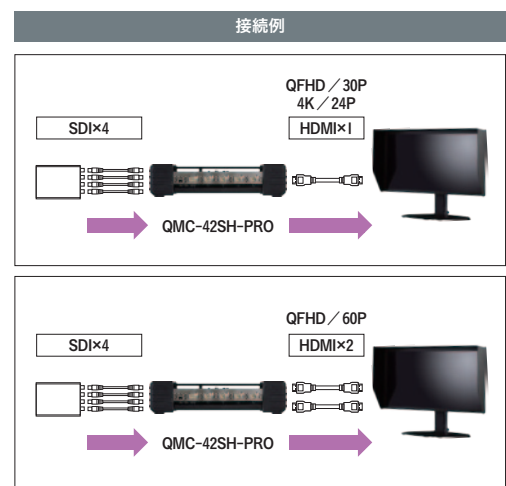 接続例
QFHD／30P
4K／24P
SDI×4
HDMI×1
QMC-42SH-PRO
QFHD／60P
SDI×4
HDMI×2
QMC-42SH-PRO